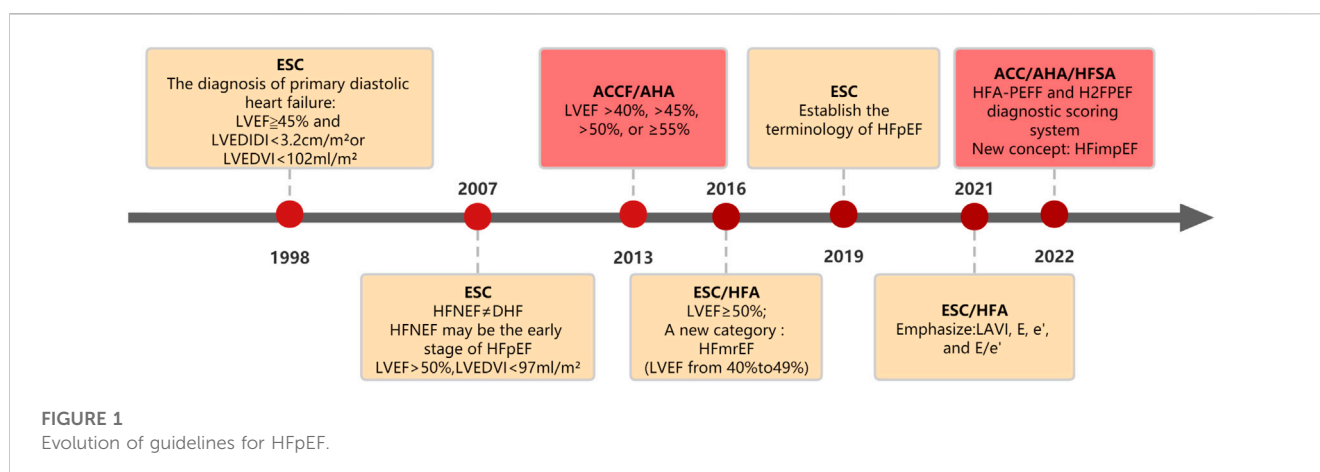 ESC
The diagnosis of primary diastolic
heart failure:
LVEF≧45% and
LVEDIDI<3.2cm/m²or
LVEDVI<102ml/m²
ACCF/AHA
LVEF >40%, >45%,
>50%, or ≥55%
ESC
Establish the
terminology of HFpEF
ACC/AHA/HFSA
HFA-PEFF and H2FPEF
diagnostic scoring
system
New concept: HFimpEF
2007
2016
2021
1998
2013
2019
2022
ESC
HFNEF≠DHF
HFNEF may be the early
stage of HFpEF
LVEF>50%,LVEDVI<97ml/m²
ESC/HFA
LVEF≥50%;
A new category :
HFmrEF
(LVEF from 40%to49%)
ESC/HFA
Emphasize:LAVI, E, e',
and E/e'
FIGURE 1
Evolution of guidelines for HFpEF.